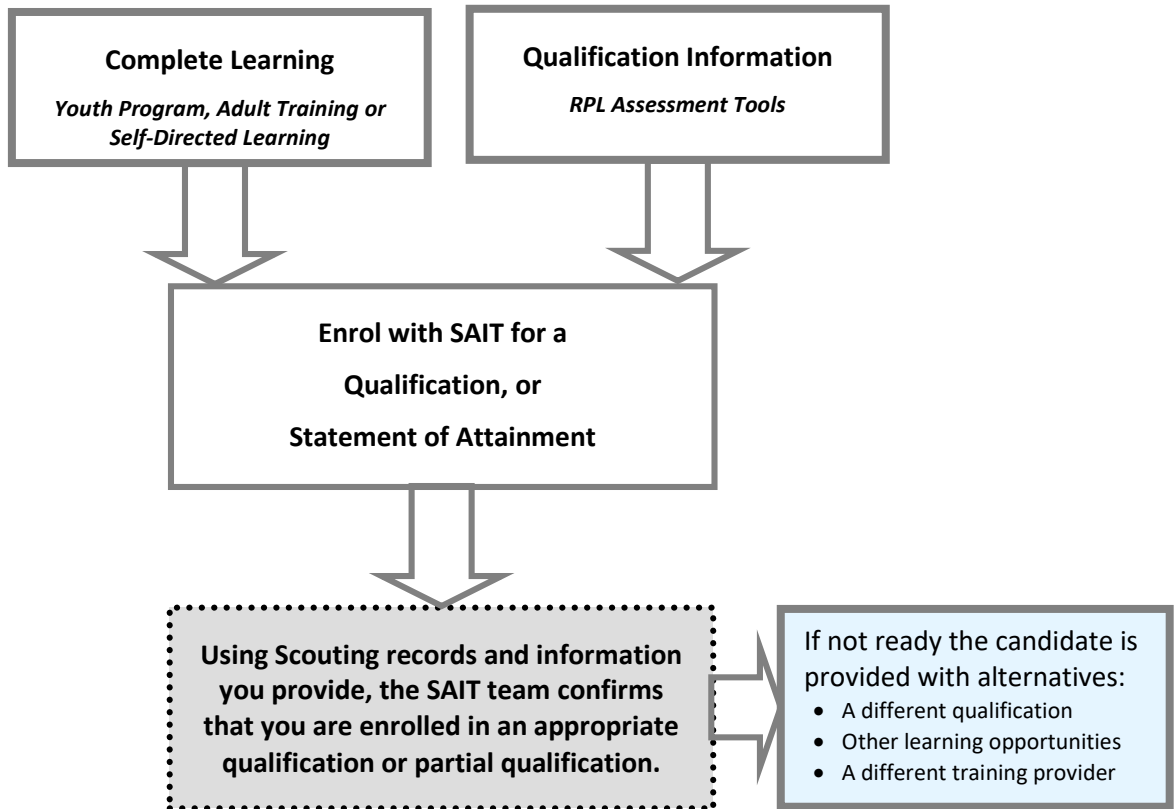 Complete Learning
Youth Program, Adult Training or
Self-Directed Learning
Qualification Information
RPL Assessment Tools
Enrol with SAIT for a
Qualification, or
Statement of Attainment
Using Scouting records and information
you provide, the SAIT team confirms
that you are enrolled in an appropriate
qualification or partial qualification.
If not ready the candidate is
provided with alternatives:
• A different qualification
• Other learning opportunities
• A different training provider